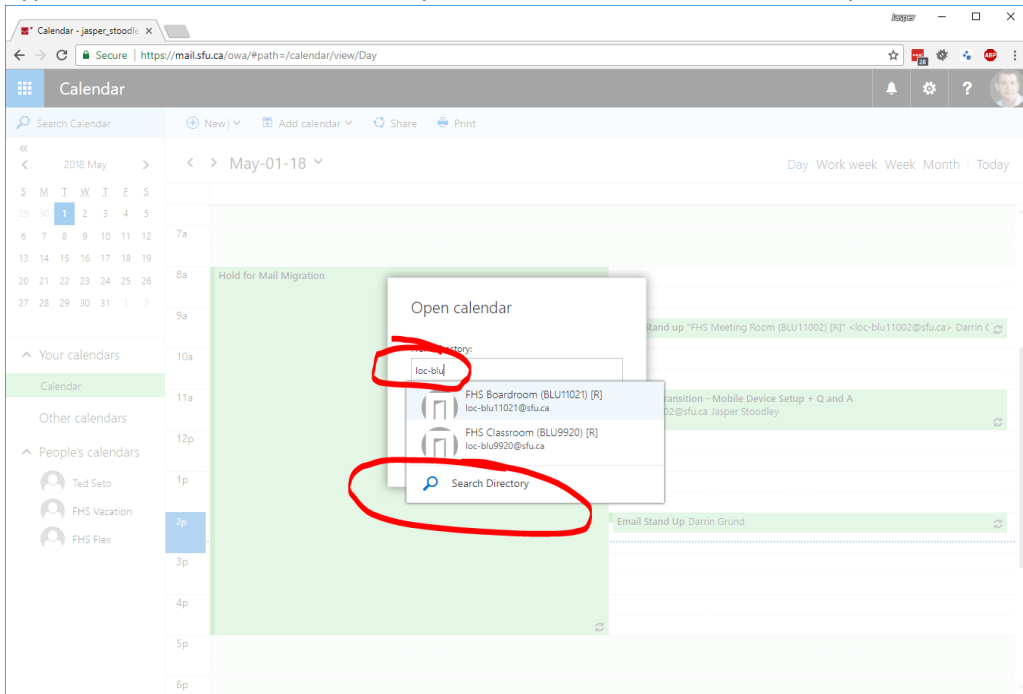 Calendar - jasper_stoodle
Jasper
Secure | https://mail.sfu.ca/owa/#path=/calendar/view/Day
28
ABP
Calendar
?
Search Calendar
New
Add calendar
Share
Print
2018 May
May-01-18
Day Work week Week Month Today
S M T W T F S
29 30 1 2 3 4 5
6 7 8 9 10 11 12
13 14 15 16 17 18 19
20 21 22 23 24 25 26
27 28 29 30 31 1 2
Your calendars
Calendar
Other calendars
People's calendars
Ted Seto
FHS Vacation
FHS Flex
7a
8a
9a
10a
11a
12p
1p
2p
3p
4p
5p
6p
Hold for Mail Migration
Stand up "FHS Meeting Room (BLU11002) [R]" <loc-blu11002@sfu.ca> Darrin
ransition - Mobile Device Setup + Q and A
02@sfu.ca Jasper Stoodley
Email Stand Up Darrin Grund
Open calendar
loc-blu
FHS Boardroom (BLU11021) [R]
loc-blu11021@sfu.ca
FHS Classroom (BLU9920) [R]
loc-blu9920@sfu.ca
Search Directory